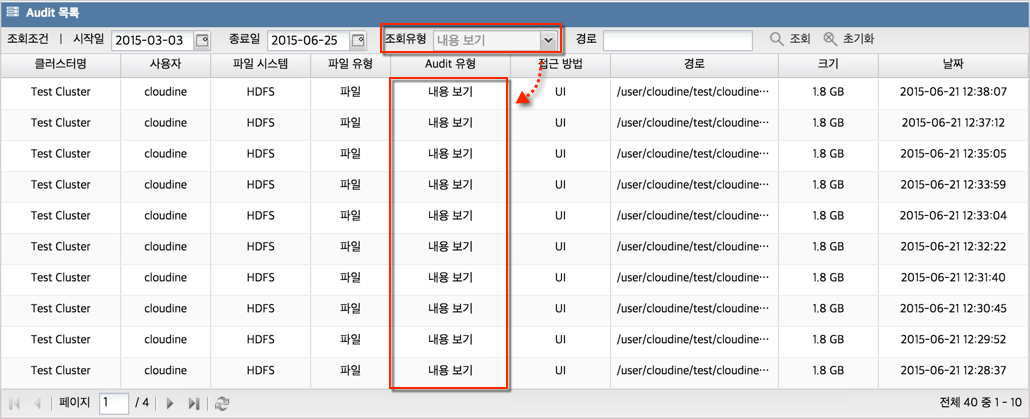 Audit 목록
조회조건 | 시작일 2015-03-03 종료일 2015-06-25 조회유형 내용 보기 경로 조회 초기화
클러스터명 사용자 파일 시스템 파일 유형 Audit 유형 접근 방법 경로 크기 날짜
Test Cluster cloudine HDFS 파일 내용 보기 UI /user/cloudine/test/cloudine··· 1.8 GB 2015-06-21 12:38:07
Test Cluster cloudine HDFS 파일 내용 보기 UI /user/cloudine/test/cloudine··· 1.8 GB 2015-06-21 12:37:12
Test Cluster cloudine HDFS 파일 내용 보기 UI /user/cloudine/test/cloudine··· 1.8 GB 2015-06-21 12:35:05
Test Cluster cloudine HDFS 파일 내용 보기 UI /user/cloudine/test/cloudine··· 1.8 GB 2015-06-21 12:33:59
Test Cluster cloudine HDFS 파일 내용 보기 UI /user/cloudine/test/cloudine··· 1.8 GB 2015-06-21 12:33:04
Test Cluster cloudine HDFS 파일 내용 보기 UI /user/cloudine/test/cloudine··· 1.8 GB 2015-06-21 12:32:22
Test Cluster cloudine HDFS 파일 내용 보기 UI /user/cloudine/test/cloudine··· 1.8 GB 2015-06-21 12:31:40
Test Cluster cloudine HDFS 파일 내용 보기 UI /user/cloudine/test/cloudine··· 1.8 GB 2015-06-21 12:30:45
Test Cluster cloudine HDFS 파일 내용 보기 UI /user/cloudine/test/cloudine··· 1.8 GB 2015-06-21 12:29:52
Test Cluster cloudine HDFS 파일 내용 보기 UI /user/cloudine/test/cloudine··· 1.8 GB 2015-06-21 12:28:37
페이지 1 / 4 전체 40 중 1 - 10